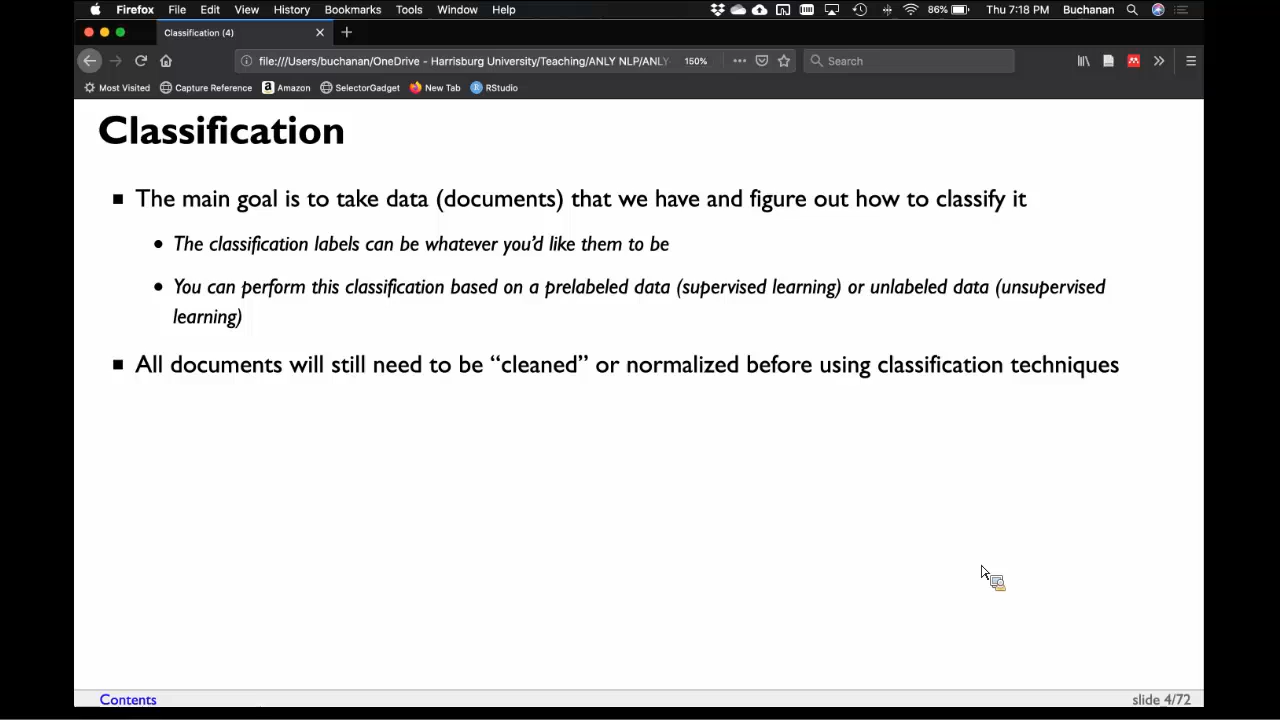 Firefox File Edit View History Bookmarks Tools Window Help 86% Thu 7:18 PM Buchanan
Classification (4)
file:///Users/buchanan/OneDrive - Harrisburg University/Teaching/ANLY NLP/ANLY 150% Search
Most Visited Capture Reference Amazon SelectorGadget New Tab RStudio
Classification
The main goal is to take data (documents) that we have and figure out how to classify it
The classification labels can be whatever you'd like them to be
You can perform this classification based on a prelabeled data (supervised learning) or unlabeled data (unsupervised
learning)
All documents will still need to be “cleaned” or normalized before using classification techniques
Contents slide 4/72